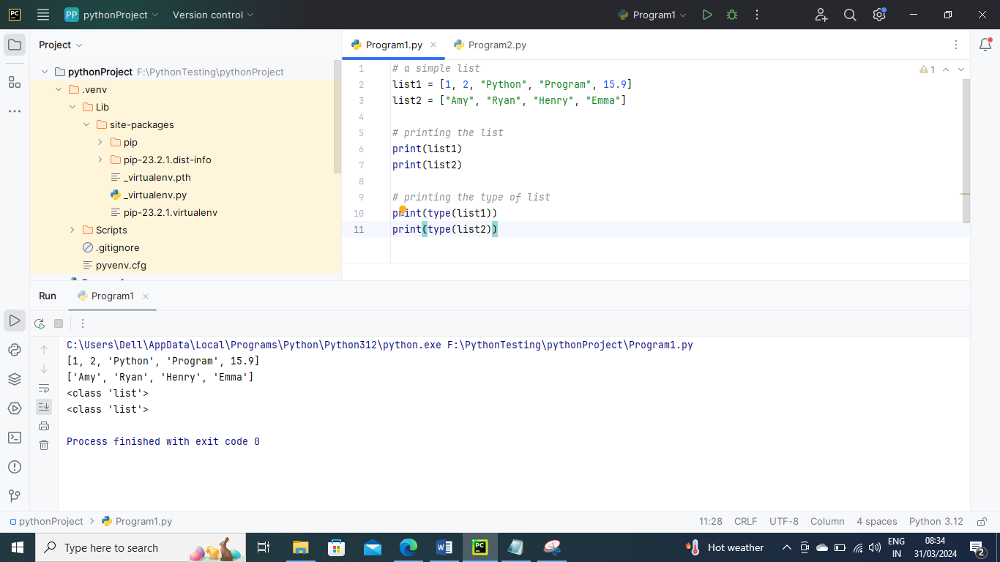 PC PP pythonProject Version control Program1
Project
pythonProject F:\PythonTesting\pythonProject
.venv
Lib
site-packages
pip
pip-23.2.1.dist-info
_virtualenv.pth
_virtualenv.py
pip-23.2.1.virtualenv
Scripts
.gitignore
pyvenv.cfg
Program1.py Program2.py
1 # a simple list
2 list1 = [1, 2, "Python", "Program", 15.9]
3 list2 = ["Amy", "Ryan", "Henry", "Emma"]
4
5 # printing the list
6 print(list1)
7 print(list2)
8
9 # printing the type of list
10 print(type(list1))
11 print(type(list2))
1
Run Program1
C:\Users\Dell\AppData\Local\Programs\Python\Python312\python.exe F:\PythonTesting\pythonProject\Program1.py
[1, 2, 'Python', 'Program', 15.9]
['Amy', 'Ryan', 'Henry', 'Emma']
<class 'list'>
<class 'list'>
Process finished with exit code 0
pythonProject > Program1.py 11:28 CRLF UTF-8 Column 4 spaces Python 3.12
Type here to search PC Hot weather ENG IN 08:34 31/03/2024 2